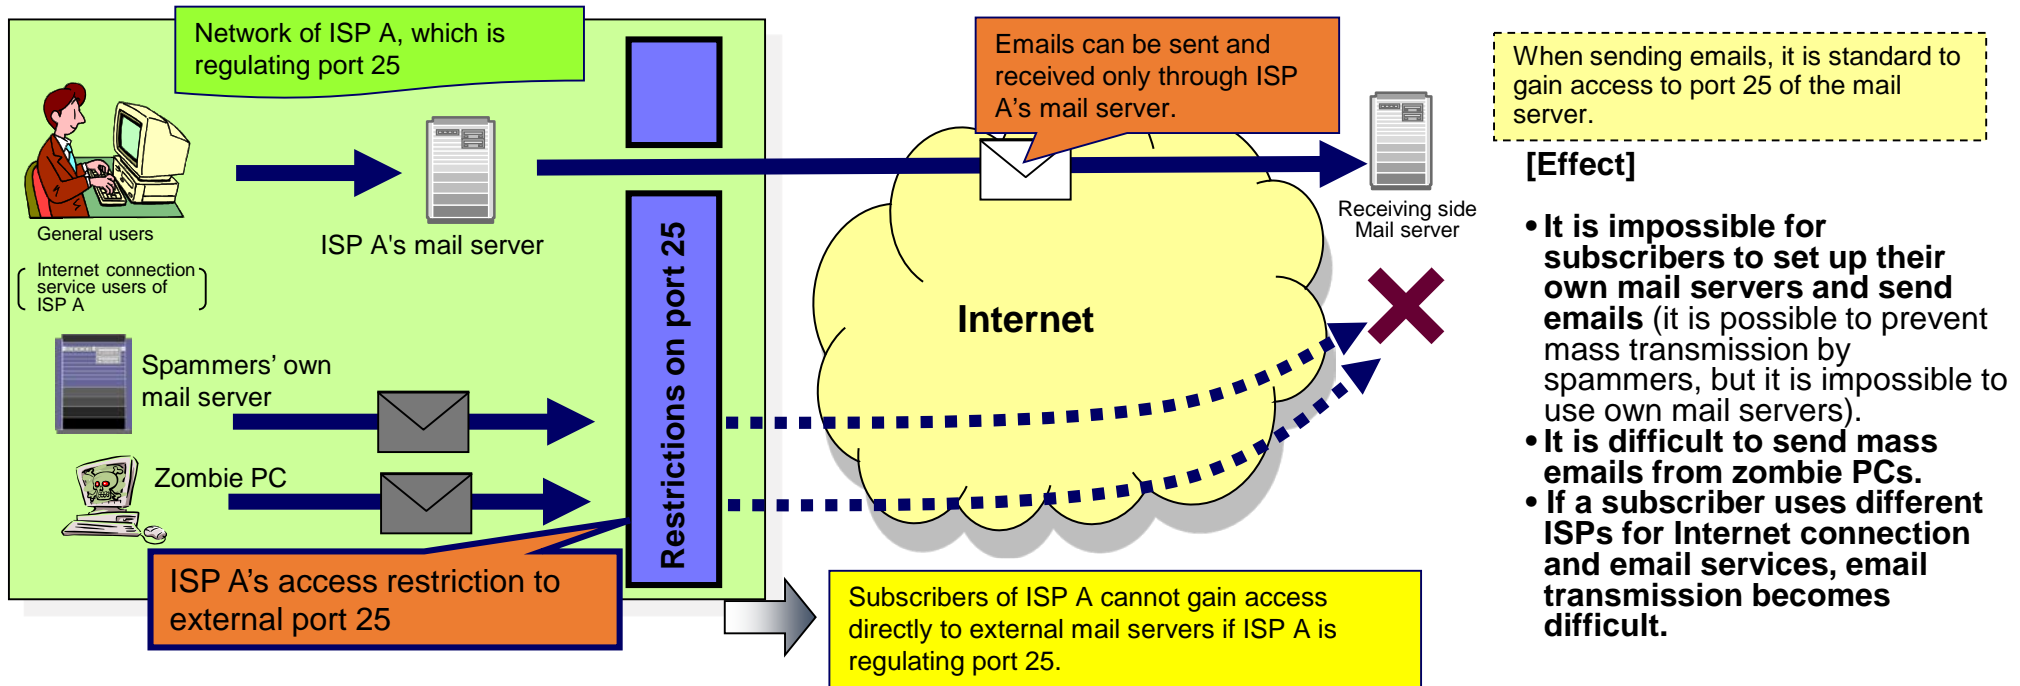 Network of ISP A, which is
regulating port 25
Emails can be sent and
received only through ISP
A's mail server.
When sending emails, it is standard to
gain access to port 25 of the mail
server.
General users
Internet connection
service users of
ISP A
ISP A's mail server
Receiving side
Mail server
Spammers’ own
mail server
Zombie PC
Restrictions on port 25
Internet
ISP A’s access restriction to
external port 25
Subscribers of ISP A cannot gain access
directly to external mail servers if ISP A is
regulating port 25.
[Effect]
• It is impossible for
subscribers to set up their
own mail servers and send
emails (it is possible to prevent
mass transmission by
spammers, but it is impossible to
use own mail servers).
• It is difficult to send mass
emails from zombie PCs.
• If a subscriber uses different
ISPs for Internet connection
and email services, email
transmission becomes
difficult.